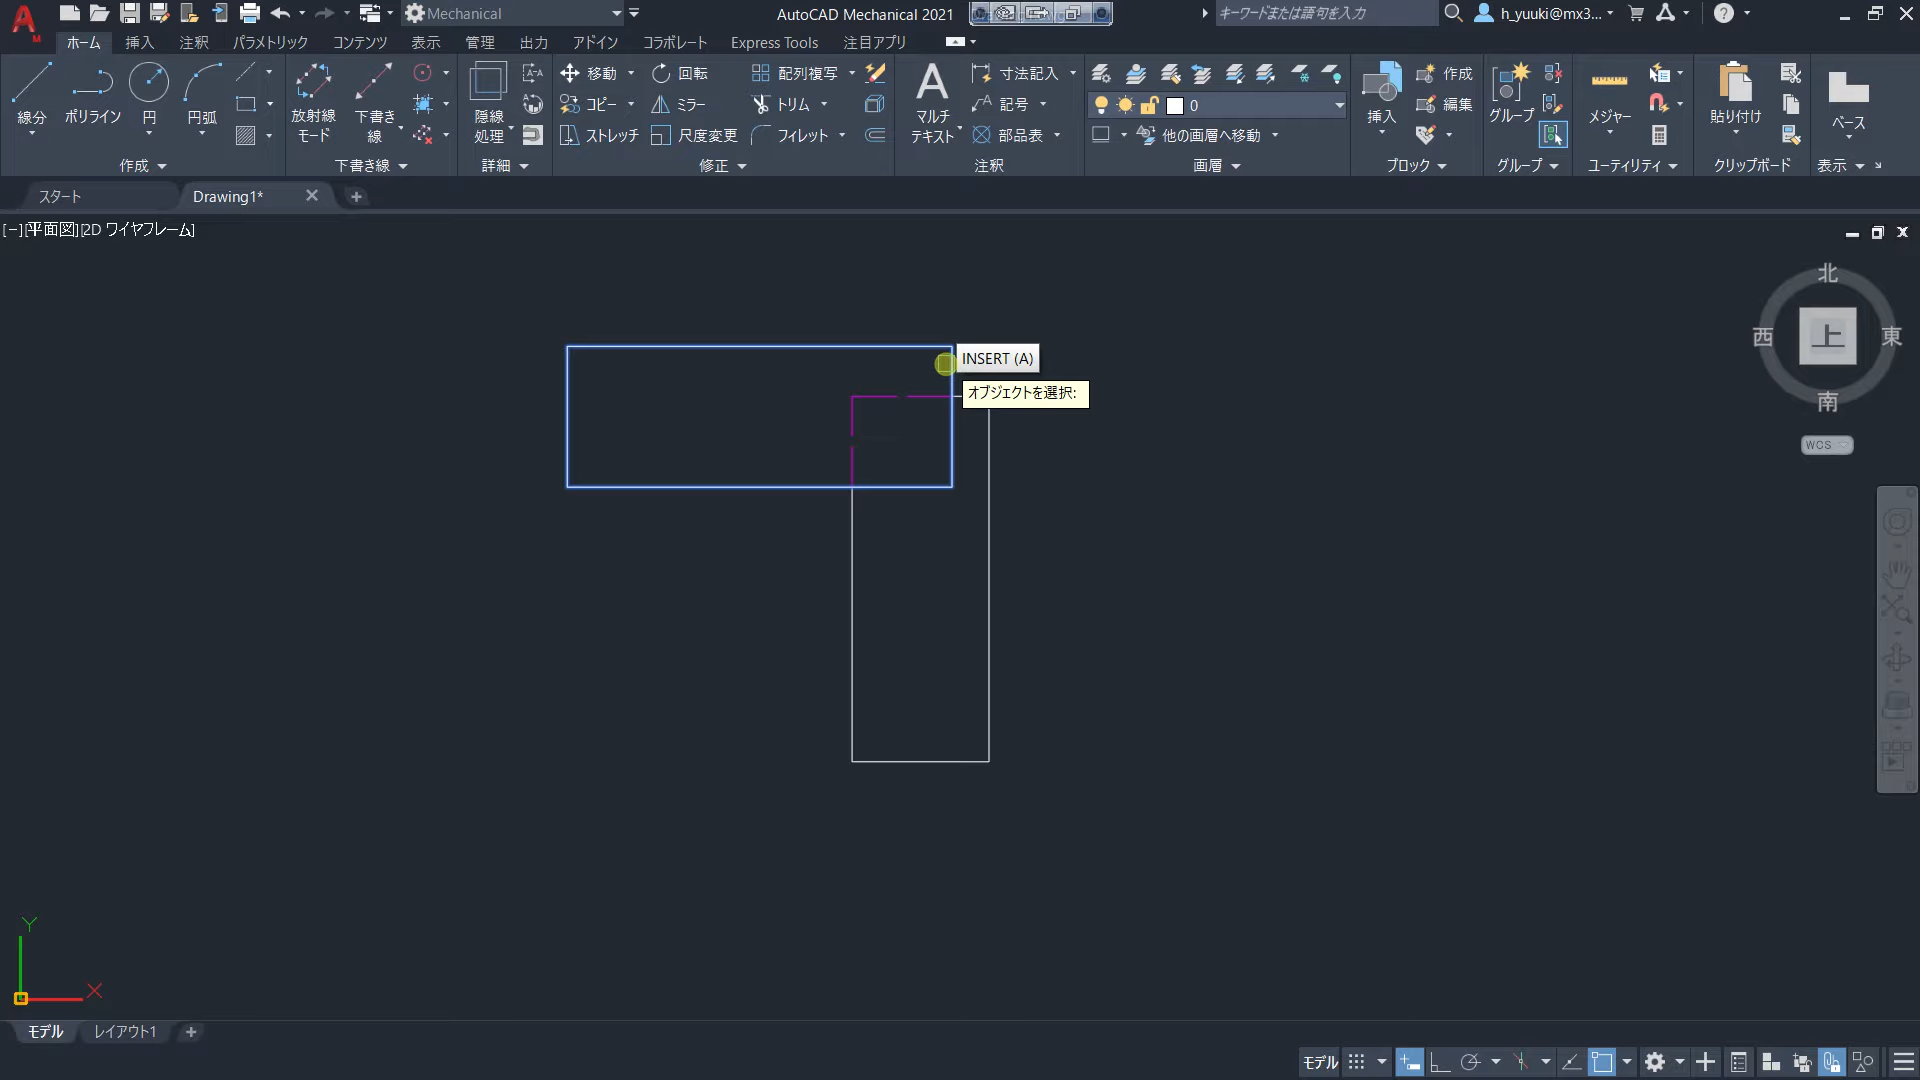 Mechanical
AutoCAD Mechanical 2021
キーワードまたは語句を入力
h_yuuki@mx3...
ホーム
挿入
注釈
パラメトリック
コンテンツ
表示
管理
出力
アドイン
コラボレート
Express Tools
注目アプリ
線分
ポリライン
円
円弧
放射線
モード
下書き
線
隠線
処理
移動
回転
配列複写
コピー
ミラー
トリム
ストレッチ
尺度変更
フィレット
マルチ
テキスト
寸法記入
記号
部品表
0
他の画層へ移動
挿入
作成
編集
グループ
メジャー
貼り付け
ベース
作成
下書き線
詳細
修正
注釈
画層
ブロック
グループ
ユーティリティ
クリップボード
表示
スタート
Drawing1*
[−][平面図][2D ワイヤフレーム]
北
西
上
東
南
WCS
INSERT (A)
オブジェクトを選択:
Y
X
モデル
レイアウト1
モデル